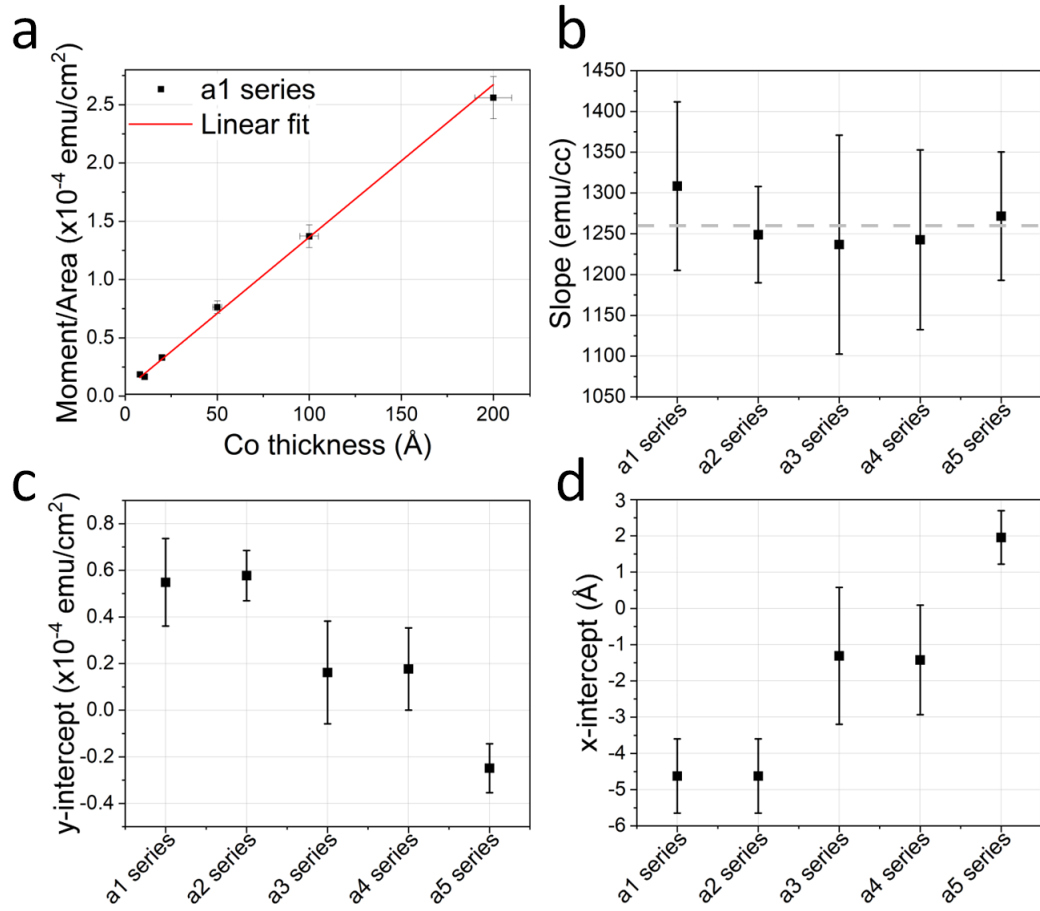 a
Moment/Area (x10⁻⁴ emu/cm²)
2.5
2.0
1.5
1.0
0.5
0.0
a1 series
Linear fit
0 50 100 150 200
Co thickness (Å)
b
Slope (emu/cc)
1450
1400
1350
1300
1250
1200
1150
1100
1050
a1 series
a2 series
a3 series
a4 series
a5 series
c
y-intercept (x10⁻⁴ emu/cm²)
0.8
0.6
0.4
0.2
0.0
-0.2
-0.4
a1 series
a2 series
a3 series
a4 series
a5 series
d
x-intercept (Å)
3
2
1
0
-1
-2
-3
-4
-5
-6
a1 series
a2 series
a3 series
a4 series
a5 series